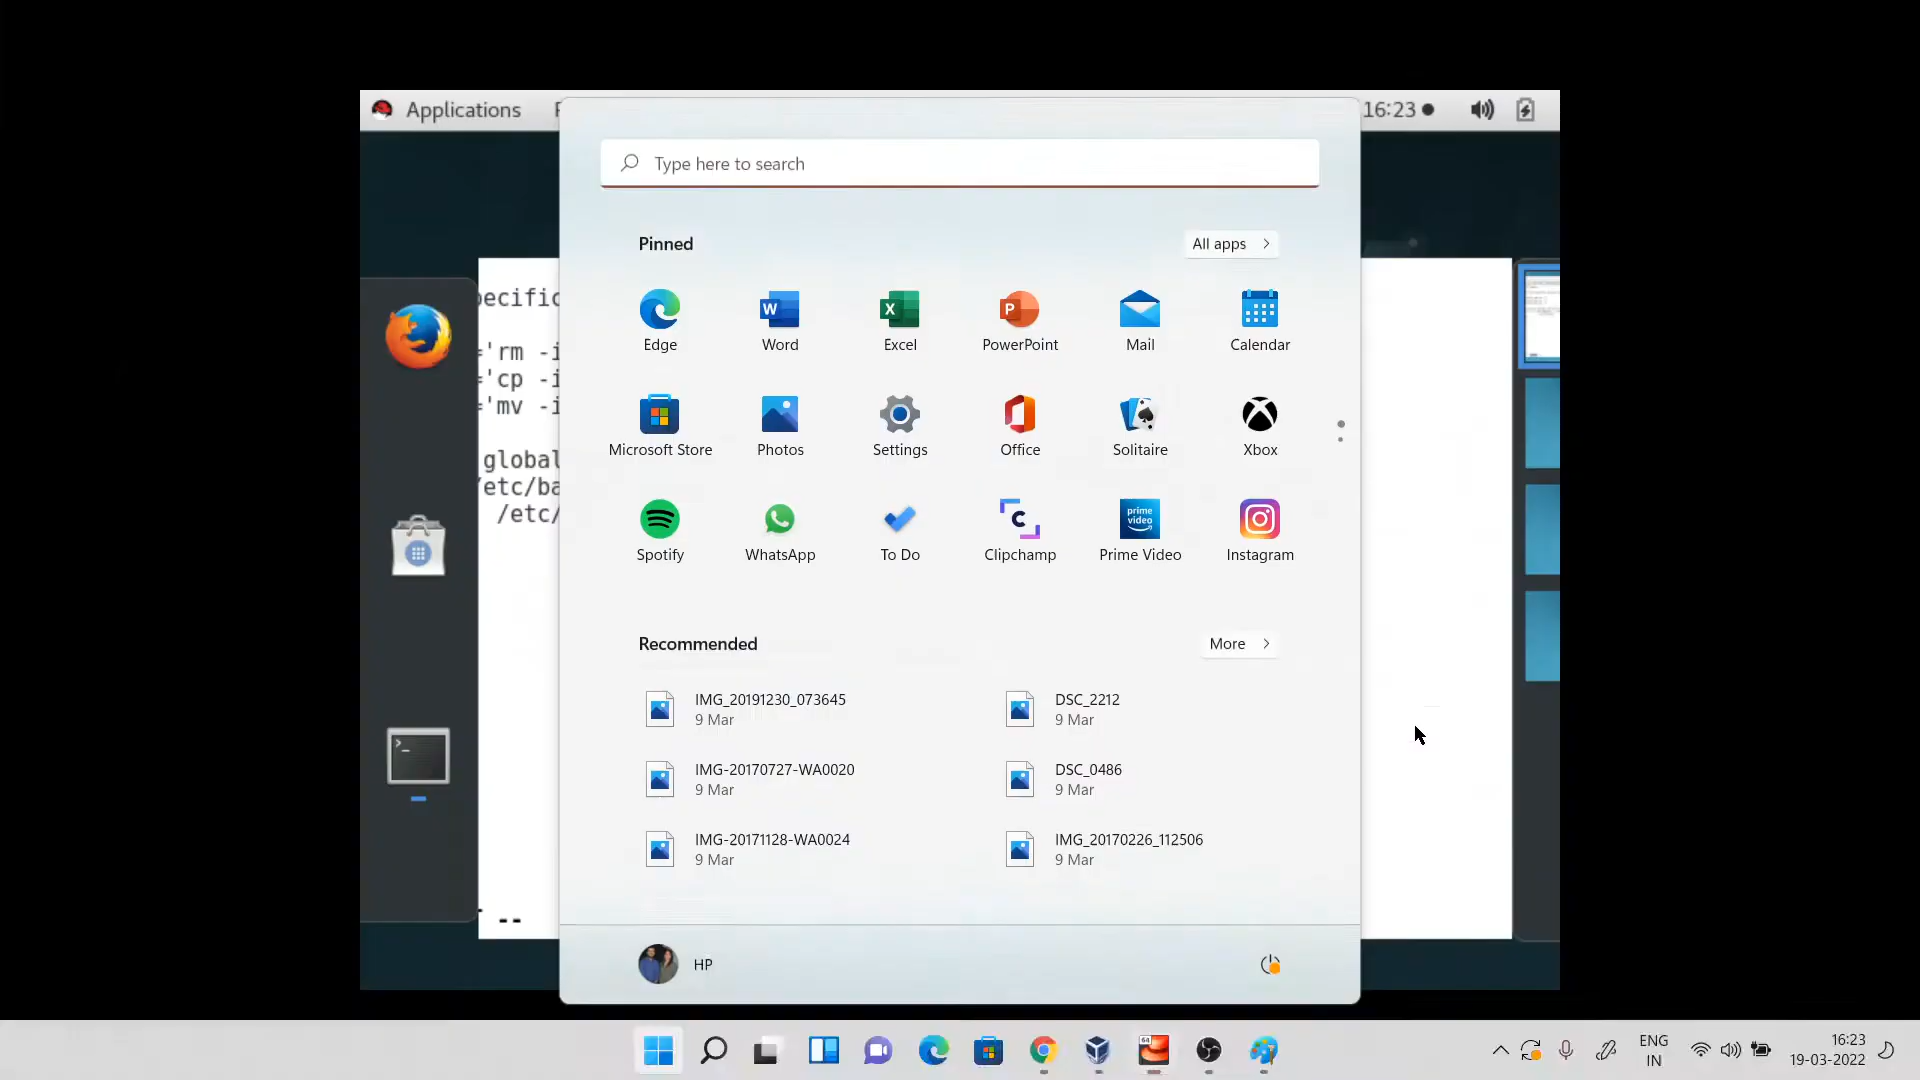 Applications
16:23
Type here to search
Pinned
All apps
Edge
Word
Excel
PowerPoint
Mail
Calendar
Microsoft Store
Photos
Settings
Office
Solitaire
Xbox
Spotify
WhatsApp
To Do
Clipchamp
Prime Video
Instagram
prime video
='rm -i
='cp -i
='mv -i
global
/etc/ba
/etc/
--
Recommended
More
IMG_20191230_073645
9 Mar
DSC_2212
9 Mar
IMG-20170727-WA0020
9 Mar
DSC_0486
9 Mar
IMG-20171128-WA0024
9 Mar
IMG_20170226_112506
9 Mar
HP
64
ENG
IN
16:23
19-03-2022